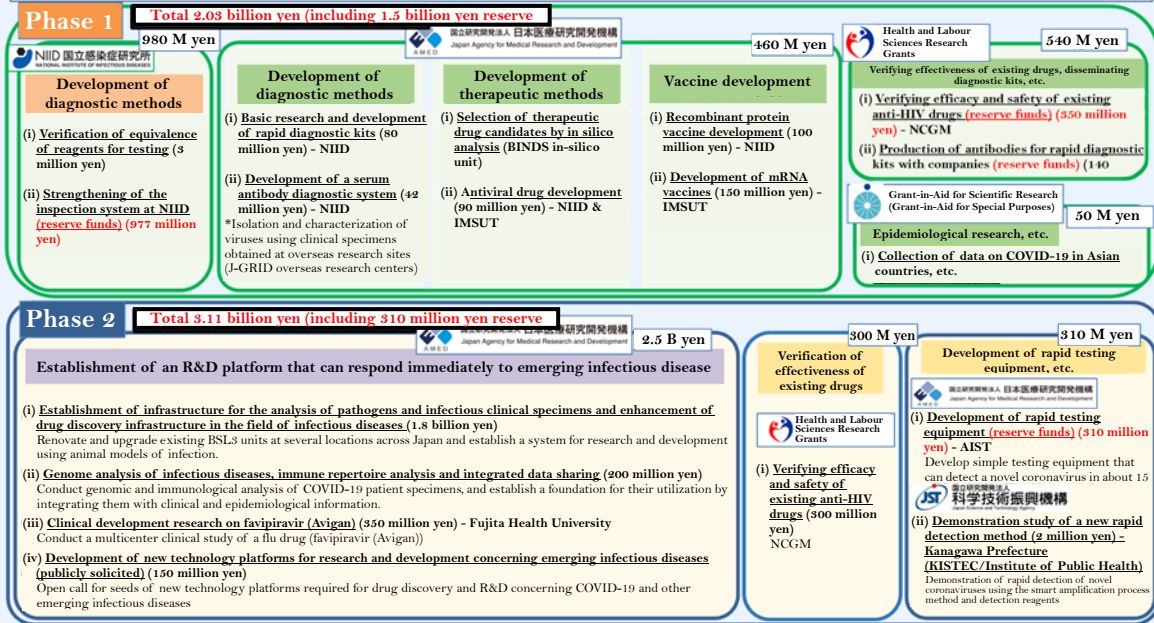 Phase 1
Total 2.03 billion yen (including 1.5 billion yen reserve
980 M yen
NIID 国立感染症研究所
NATIONAL INSTITUTE OF INFECTIOUS DISEASES
Development of
diagnostic methods
(i) Verification of equivalence
of reagents for testing (3
million yen)
(ii) Strengthening of the
inspection system at NIID
(reserve funds) (977 million
yen)
AMED
国立研究開発法人 日本医療研究開発機構
Japan Agency for Medical Research and Development
460 M yen
Development of
diagnostic methods
(i) Basic research and development
of rapid diagnostic kits (80
million yen) – NIID
(ii) Development of a serum
antibody diagnostic system (42
million yen) – NIID
*Isolation and characterization of
viruses using clinical specimens
obtained at overseas research sites
(J-GRID overseas research centers)
Development of
therapeutic methods
(i) Selection of therapeutic
drug candidates by in silico
analysis (BINDS in-silico
unit)
(ii) Antiviral drug development
(90 million yen) – NIID &
IMSUT
Vaccine development
(i) Recombinant protein
vaccine development (100
million yen) – NIID
(ii) Development of mRNA
vaccines (150 million yen) –
IMSUT
Health and Labour
Sciences Research
Grants
540 M yen
Verifying effectiveness of existing drugs, disseminating
diagnostic kits, etc.
(i) Verifying efficacy and safety of existing
anti-HIV drugs (reserve funds) (350 million
yen) – NCGM
(ii) Production of antibodies for rapid diagnostic
kits with companies (reserve funds) (140
Grant-in-Aid for Scientific Research
(Grant-in-Aid for Special Purposes)
50 M yen
Epidemiological research, etc.
(i) Collection of data on COVID-19 in Asian
countries, etc.
Phase 2
Total 3.11 billion yen (including 310 million yen reserve
AMED
日本医療研究開発機構
Japan Agency for Medical Research and Development
2.5 B yen
Establishment of an R&D platform that can respond immediately to emerging infectious disease
(i) Establishment of infrastructure for the analysis of pathogens and infectious clinical specimens and enhancement of
drug discovery infrastructure in the field of infectious diseases (1.8 billion yen)
Renovate and upgrade existing BSL3 units at several locations across Japan and establish a system for research and development
using animal models of infection.
(ii) Genome analysis of infectious diseases, immune repertoire analysis and integrated data sharing (200 million yen)
Conduct genomic and immunological analysis of COVID-19 patient specimens, and establish a foundation for their utilization by
integrating them with clinical and epidemiological information.
(iii) Clinical development research on favipiravir (Avigan) (350 million yen) – Fujita Health University
Conduct a multicenter clinical study of a flu drug (favipiravir (Avigan))
(iv) Development of new technology platforms for research and development concerning emerging infectious diseases
(publicly solicited) (150 million yen)
Open call for seeds of new technology platforms required for drug discovery and R&D concerning COVID-19 and other
emerging infectious diseases
300 M yen
Verification of
effectiveness of
existing drugs
Health and Labour
Sciences Research
Grants
(i) Verifying efficacy
and safety of
existing anti-HIV
drugs (300 million
yen)
NCGM
310 M yen
Development of rapid testing
equipment, etc.
AMED
国立研究開発法人 日本医療研究開発機構
Japan Agency for Medical Research and Development
(i) Development of rapid testing
equipment (reserve funds) (310 million
yen) – AIST
Develop simple testing equipment that
can detect a novel coronavirus in about 15
JST
国立研究開発法人
科学技術振興機構
Japan Science and Technology Agency
(ii) Demonstration study of a new rapid
detection method (2 million yen) –
Kanagawa Prefecture
(KISTEC/Institute of Public Health)
Demonstration of rapid detection of novel
coronaviruses using the smart amplification process
method and detection reagents